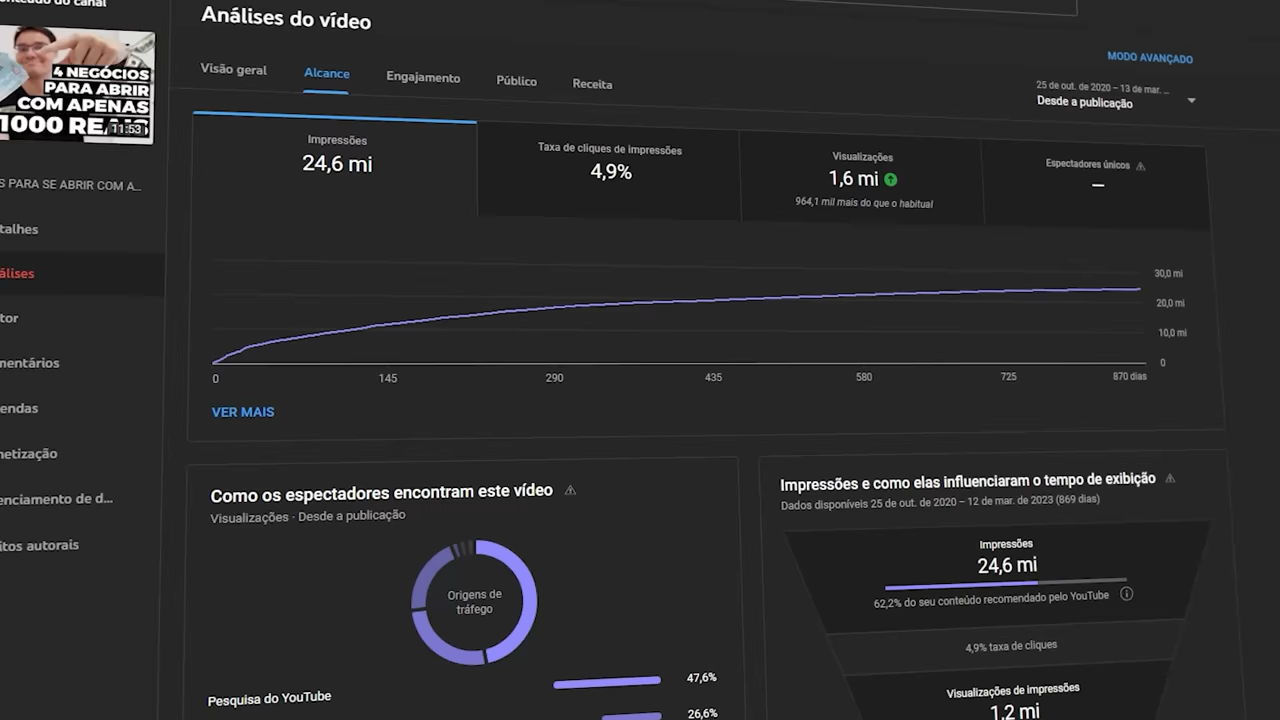 onteúdo do canal
4 NEGÓCIOS
PARA ABRIR
COM APENAS
1000 REAIS
11:53
S PARA SE ABRIR COM A...
talhes
álises
tor
mentários
endas
netização
enciamento de d...
itos autorais
Análises do vídeo
MODO AVANÇADO
Visão geral
Alcance
Engajamento
Público
Receita
25 de out. de 2020 – 13 de mar. ...
Desde a publicação
Impressões
24,6 mi
Taxa de cliques de impressões
4,9%
Visualizações
1,6 mi
964,1 mil mais do que o habitual
Espectadores únicos
—
30,0 mi
20,0 mi
10,0 mi
0
0
145
290
435
580
725
870 dias
VER MAIS
Como os espectadores encontram este vídeo
Visualizações · Desde a publicação
Origens de
tráfego
Pesquisa do YouTube
47,6%
26,6%
Impressões e como elas influenciaram o tempo de exibição
Dados disponíveis 25 de out. de 2020 – 12 de mar. de 2023 (869 dias)
Impressões
24,6 mi
62,2% do seu conteúdo recomendado pelo YouTube
4,9% taxa de cliques
Visualizações de impressões
1,2 mi